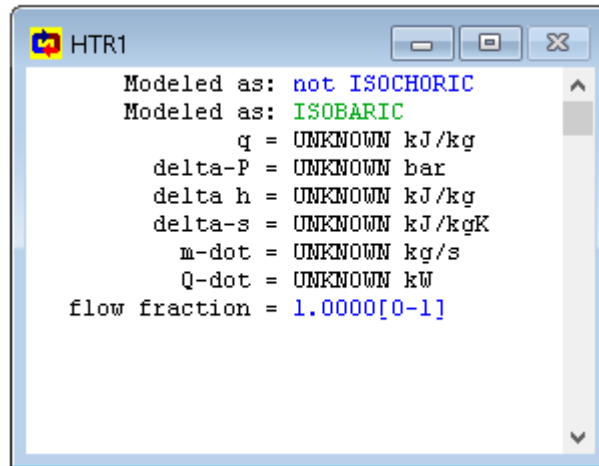 HTR1
Modeled as: not ISOCHORIC
Modeled as: ISOBARIC
q = UNKNOWN kJ/kg
delta-P = UNKNOWN bar
delta h = UNKNOWN kJ/kg
delta-s = UNKNOWN kJ/kgK
m-dot = UNKNOWN kg/s
Q-dot = UNKNOWN kW
flow fraction = 1.0000[0-1]